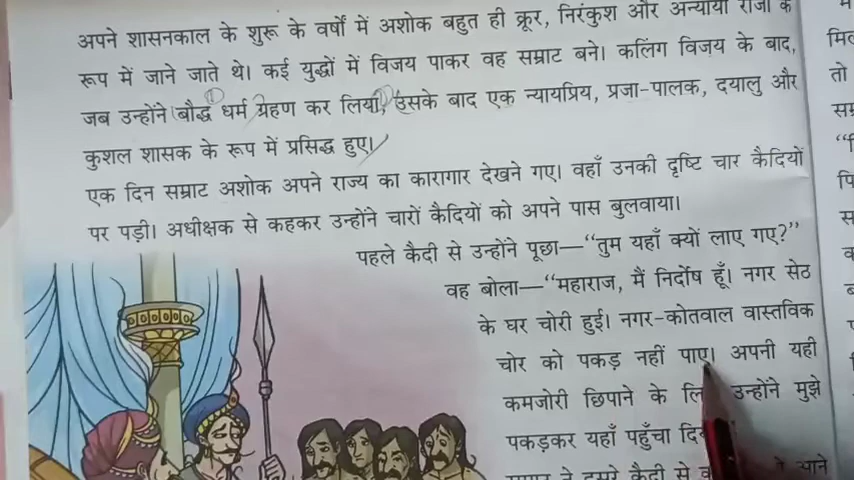 अपने शासनकाल के शुरू के वर्षों में अशोक बहुत ही क्रूर, निरंकुश और अन्यायी राजा के
रूप में जाने जाते थे। कई युद्धों में विजय पाकर वह सम्राट बने। कलिंग विजय के बाद,
जब उन्होंने बौद्ध धर्म ग्रहण कर लिया, उसके बाद एक न्यायप्रिय, प्रजा-पालक, दयालु और
कुशल शासक के रूप में प्रसिद्ध हुए।
एक दिन सम्राट अशोक अपने राज्य का कारागार देखने गए। वहाँ उनकी दृष्टि चार कैदियों
पर पड़ी। अधीक्षक से कहकर उन्होंने चारों कैदियों को अपने पास बुलवाया।
पहले कैदी से उन्होंने पूछा—“तुम यहाँ क्यों लाए गए?”
वह बोला—“महाराज, मैं निर्दोष हूँ। नगर सेठ
के घर चोरी हुई। नगर-कोतवाल वास्तविक
चोर को पकड़ नहीं पाए। अपनी यही
कमजोरी छिपाने के उन्होंने मुझे
पकड़कर यहाँ पहुँचा
ने दूसरे कैदी से